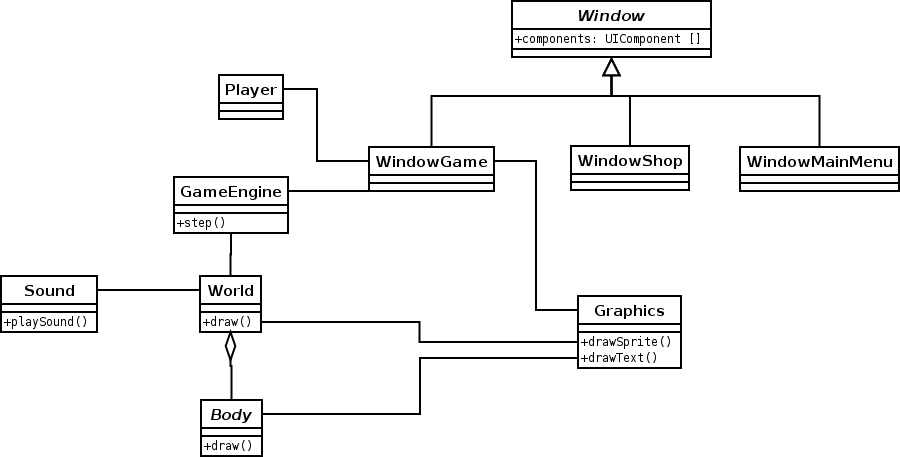 Window
+components: UIComponent []
Player
WindowGame
WindowShop
WindowMainMenu
GameEngine
+step()
Sound
+playSound()
World
+draw()
Graphics
+drawSprite()
+drawText()
Body
+draw()